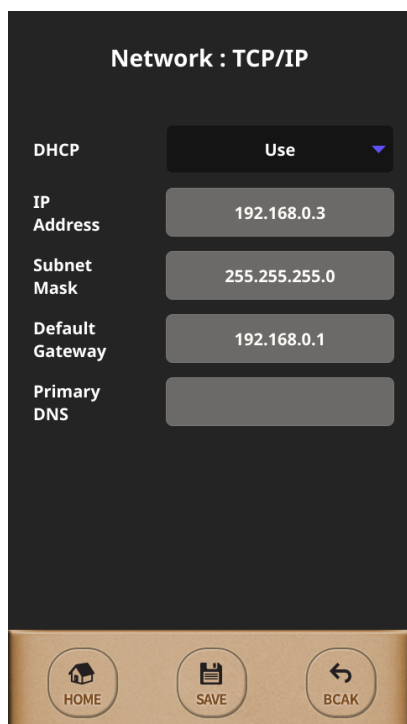 Network : TCP/IP
DHCP
Use
IP
Address
192.168.0.3
Subnet
Mask
255.255.255.0
Default
Gateway
192.168.0.1
Primary
DNS
HOME
SAVE
BCAK